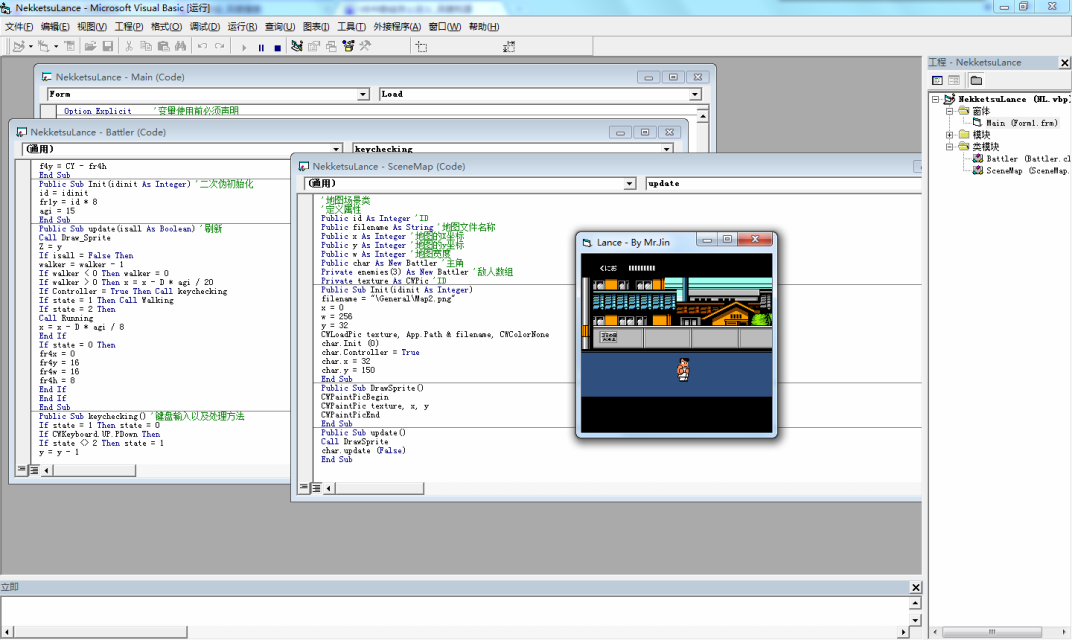 NekketsuLance - Microsoft Visual Basic [运行]
文件(F) 编辑(E) 视图(V) 工程(P) 格式(O) 调试(D) 运行(R) 查询(U) 图表(I) 工具(T) 外接程序(A) 窗口(W) 帮助(H)
NekketsuLance - Main (Code)
Form Load
Option Explicit '变量使用前必须声明
NekketsuLance - Battler (Code)
(通用) keychecking
f4y = CY - fr4h
End Sub
Public Sub Init(idinit As Integer) '二次伪初始化
id = idinit
fr1y = id * 8
agi = 15
End Sub
Public Sub update(isall As Boolean) '刷新
Call Draw_Sprite
Z = y
If isall = False Then
walker = walker - 1
If walker < 0 Then walker = 0
If walker > 0 Then x = x - D * agi / 20
If Controller = True Then Call keychecking
If state = 1 Then Call Walking
If state = 2 Then
Call Running
x = x - D * agi / 8
End If
If state = 0 Then
fr4x = 0
fr4y = 16
fr4w = 16
fr4h = 8
End If
End If
End Sub
Public Sub keychecking() '键盘输入以及处理方法
If state = 1 Then state = 0
If CWKeyboard.UP.PDown Then
If state <> 2 Then state = 1
y = y - 1
NekketsuLance - SceneMap (Code)
(通用) update
'地图场景类
'定义属性
Public id As Integer 'ID
Public filename As String '地图文件名称
Public x As Integer '地图的X坐标
Public y As Integer '地图的y坐标
Public w As Integer '地图宽度
Public char As New Battler '主角
Private enemies(3) As New Battler '敌人数组
Private texture As CWPic 'ID
Public Sub Init(idinit As Integer)
filename = "\General\Map2.png"
x = 0
w = 256
y = 32
CWLoadPic texture, App.Path & filename, CWColorNone
char.Init (0)
char.Controller = True
char.x = 32
char.y = 150
End Sub
Public Sub DrawSprite()
CWPaintPicBegin
CWPaintPic texture, x, y
CWPaintPicEnd
End Sub
Public Sub update()
Call DrawSprite
char.update (False)
End Sub
Lance - By Mr.Jin
くにお
工程 - NekketsuLance
NekketsuLance (NL.vbp)
窗体
Main (Form1.frm)
模块
类模块
Battler (Battler.cl
SceneMap (SceneMap.
立即